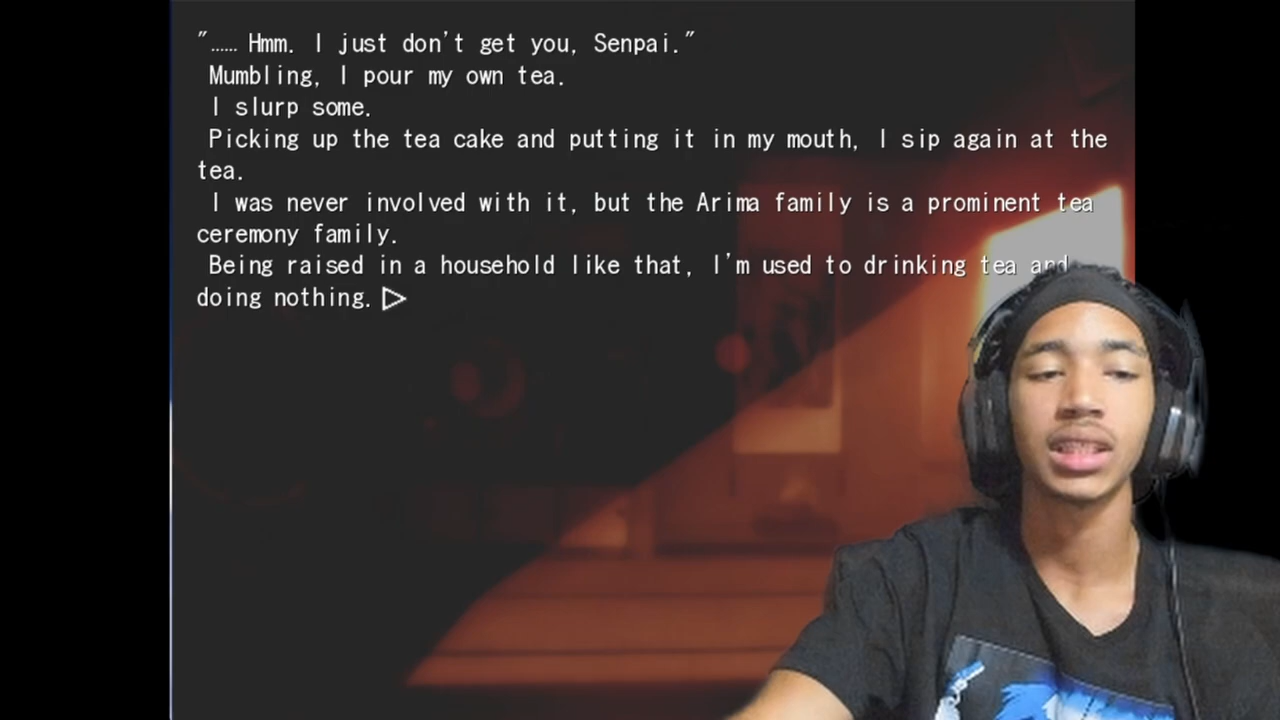 "…… Hmm. I just don't get you, Senpai."
Mumbling, I pour my own tea.
I slurp some.
Picking up the tea cake and putting it in my mouth, I sip again at the
tea.
I was never involved with it, but the Arima family is a prominent tea
ceremony family.
Being raised in a household like that, I'm used to drinking tea and
doing nothing.